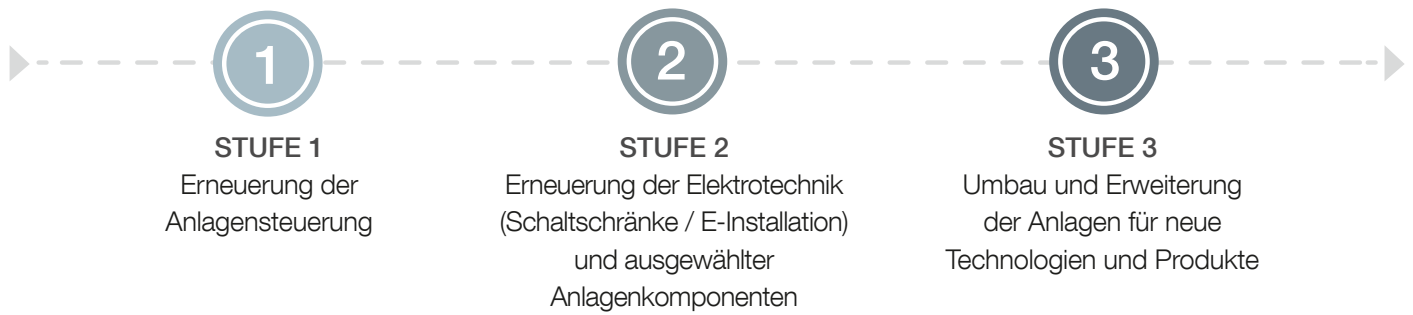 1
STUFE 1
Erneuerung der
Anlagensteuerung
2
STUFE 2
Erneuerung der Elektrotechnik
(Schaltschränke / E-Installation)
und ausgewählter
Anlagenkomponenten
3
STUFE 3
Umbau und Erweiterung
der Anlagen für neue
Technologien und Produkte